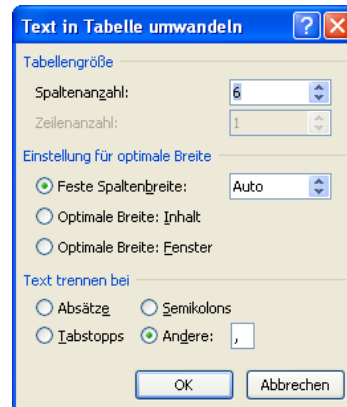 Text in Tabelle umwandeln
Tabellengröße
Spaltenanzahl: 6
Zeilenanzahl: 1
Einstellung für optimale Breite
Feste Spaltenbreite: Auto
Optimale Breite: Inhalt
Optimale Breite: Fenster
Text trennen bei
Absätze Semikolons
Tabstopps Andere: ,
OK Abbrechen